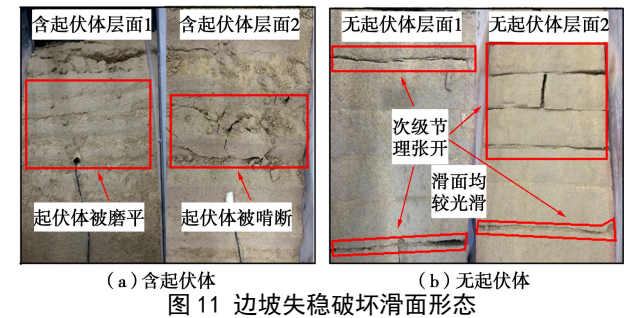 含起伏体层面1
含起伏体层面2
起伏体被磨平
起伏体被啃断
无起伏体层面1
无起伏体层面2
次级节
理张开
滑面均
较光滑
(a)含起伏体
(b)无起伏体
图11 边坡失稳破坏滑面形态